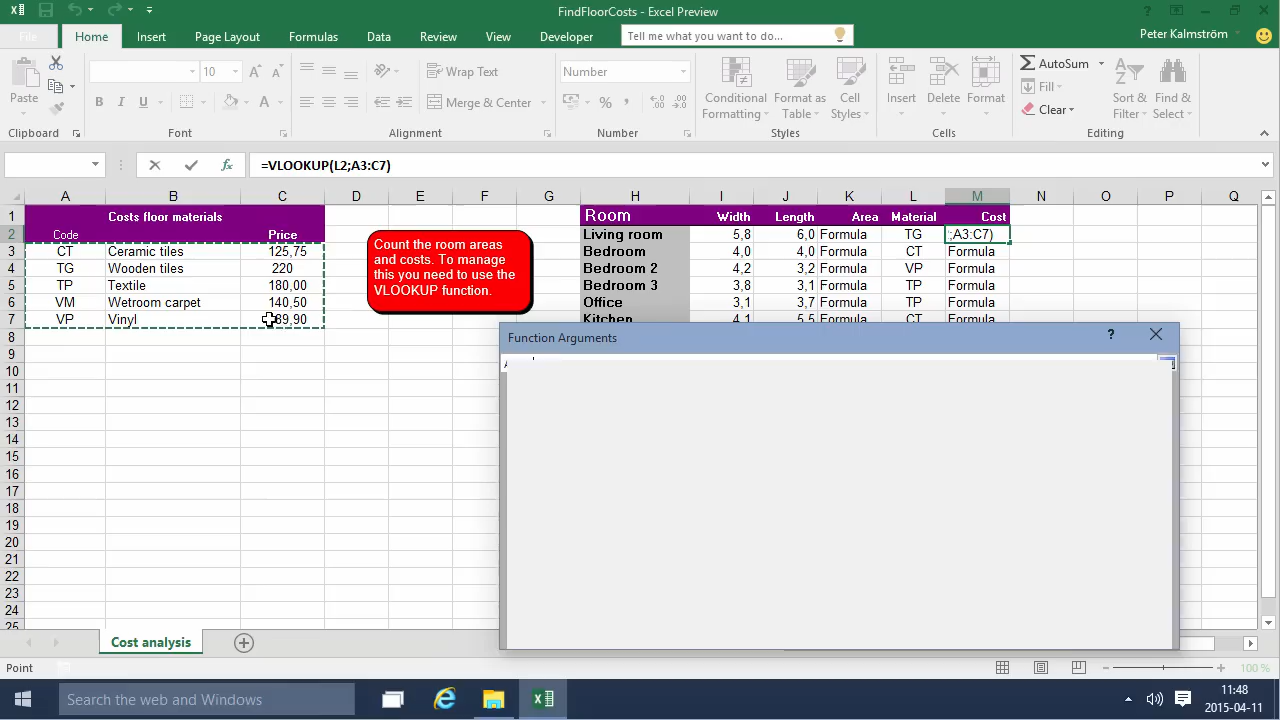 FindFloorCosts - Excel Preview
File Home Insert Page Layout Formulas Data Review View Developer Tell me what you want to do... Peter Kalmström
Paste 10 A A Wrap Text Number AutoSum
B I U A Merge & Center % , Fill
Clear
Conditional Formatting Format as Table Cell Styles Insert Delete Format Sort & Filter Find & Select
Clipboard Font Alignment Number Styles Cells Editing
fx =VLOOKUP(L2;A3:C7)
A B C D E F G H I J K L M N O P Q
1 Costs floor materials Room Width Length Area Material Cost
2 Code Price Living room 5,8 6,0 Formula TG ;A3:C7)
3 CT Ceramic tiles 125,75 Bedroom 4,0 4,0 Formula CT Formula
4 TG Wooden tiles 220 Bedroom 2 4,2 3,2 Formula VP Formula
5 TP Textile 180,00 Bedroom 3 3,8 3,1 Formula TP Formula
6 VM Wetroom carpet 140,50 Office 3,1 3,7 Formula TP Formula
7 VP Vinyl 89,90 Kitchen 4,1 5,5 Formula CT Formula
Count the room areas
and costs. To manage
this you need to use the
VLOOKUP function.
Function Arguments ?
8
9
10
11
12
13
14
15
16
17
18
19
20
21
22
23
24
25
Cost analysis
Point 100 %
Search the web and Windows
11:48
2015-04-11